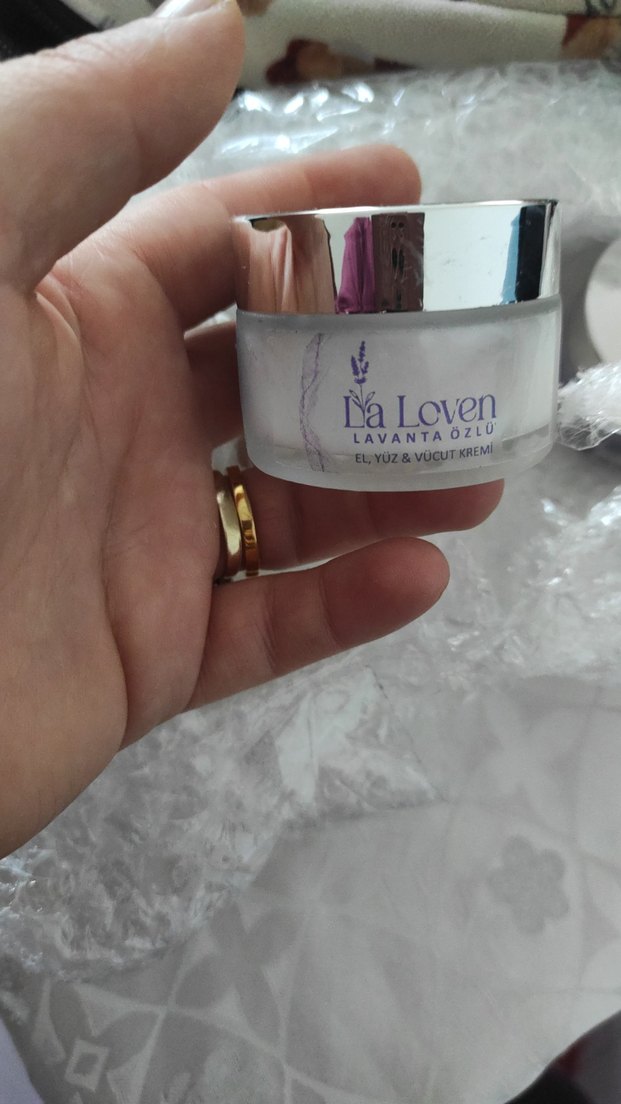 La Loven
LAVANTA ÖZLÜ
EL, YÜZ & VÜCUT KREMİ